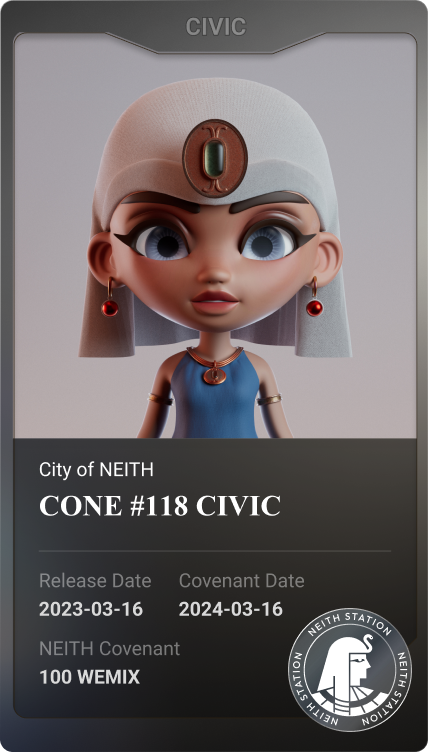 CIVIC
City of NEITH
CONE #118 CIVIC
Release Date Covenant Date
2023-03-16 2024-03-16
NEITH Covenant
100 WEMIX
NEITH STATION
NEITH STATION
NEITH STATION